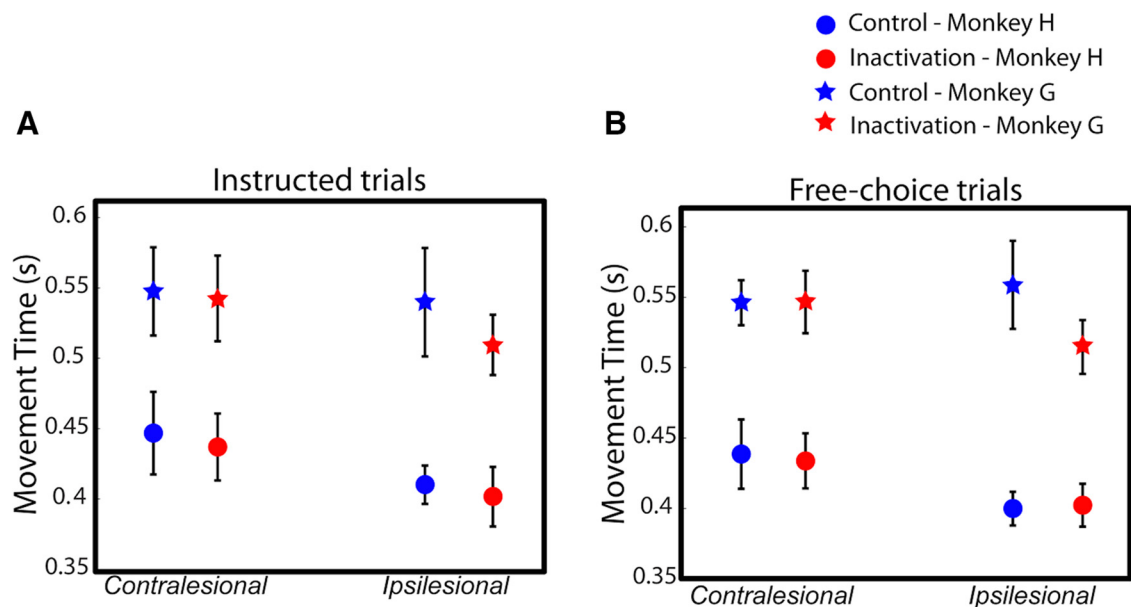 Control - Monkey H
Inactivation - Monkey H
Control - Monkey G
Inactivation - Monkey G
A
Instructed trials
Movement Time (s)
0.6
0.55
0.5
0.45
0.4
0.35
Contralesional Ipsilesional
B
Free-choice trials
Movement Time (s)
0.6
0.55
0.5
0.45
0.4
0.35
Contralesional Ipsilesional